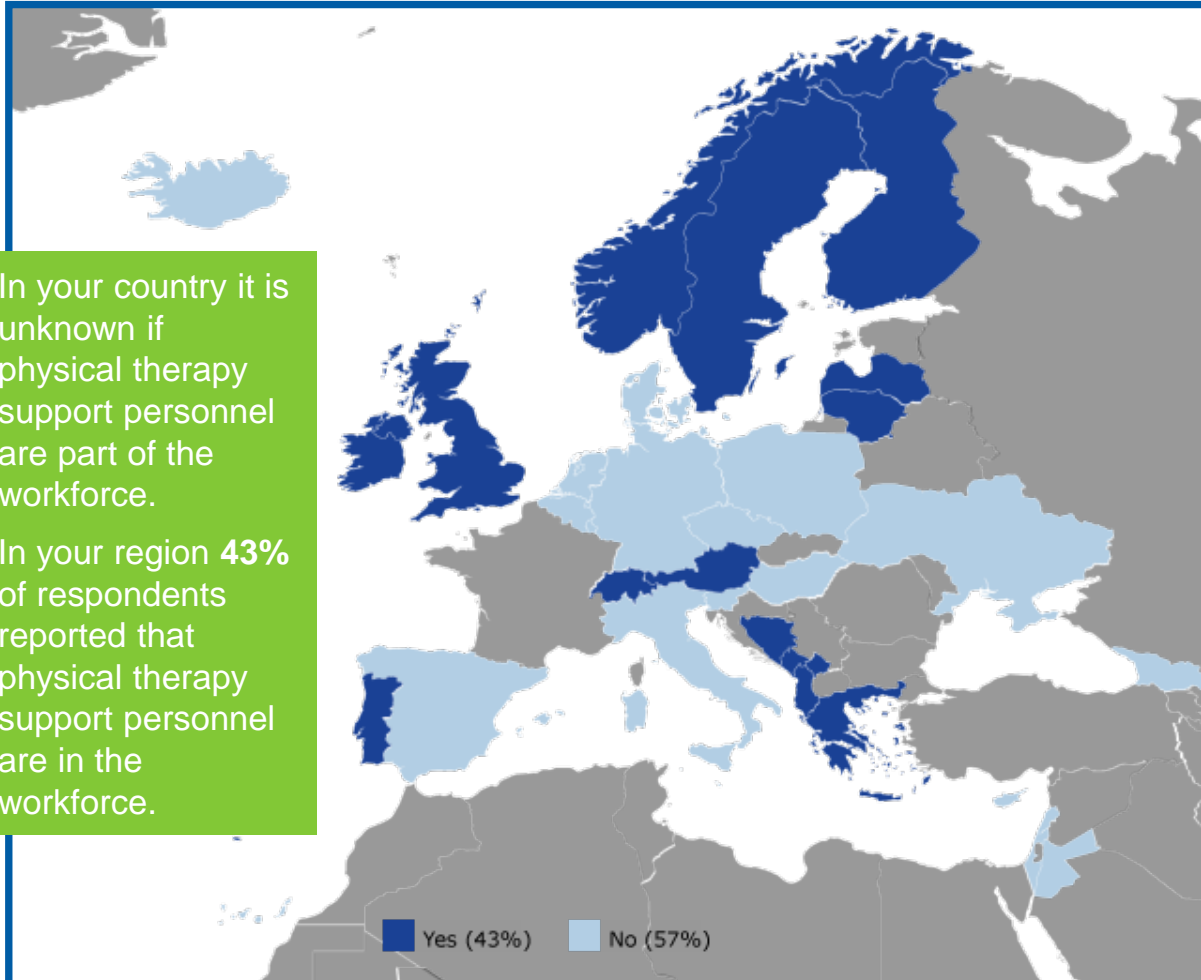 In your country it is
unknown if
physical therapy
support personnel
are part of the
workforce.
In your region 43%
of respondents
reported that
physical therapy
support personnel
are in the
workforce.
Yes (43%) No (57%)